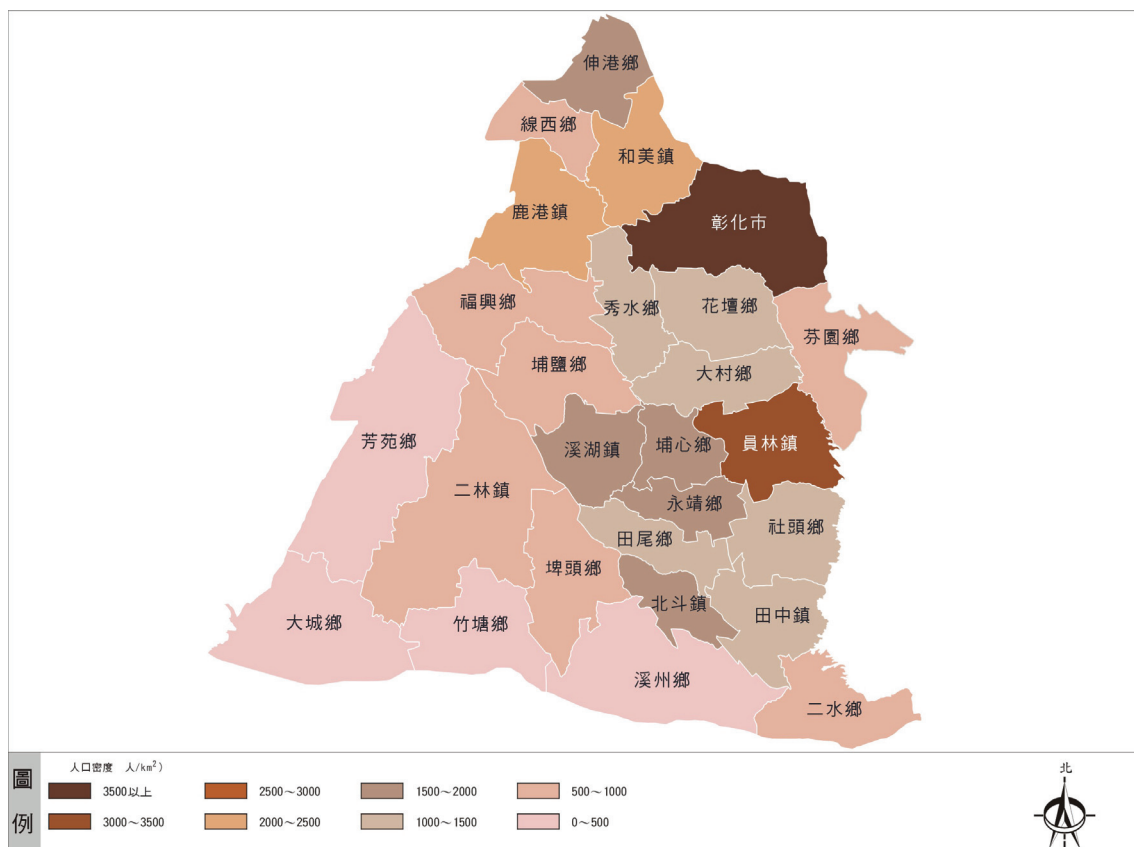 伸港鄉
線西鄉
和美鎮
鹿港鎮
彰化市
福興鄉
秀水鄉
花壇鄉
芬園鄉
埔鹽鄉
大村鄉
芳苑鄉
溪湖鎮
埔心鄉
員林鎮
二林鎮
永靖鄉
社頭鄉
田尾鄉
埤頭鄉
北斗鎮
田中鎮
大城鄉
竹塘鄉
溪州鄉
二水鄉
圖例
人口密度 人/km²)
3500以上
2500～3000
1500～2000
500～1000
3000～3500
2000～2500
1000～1500
0～500
北